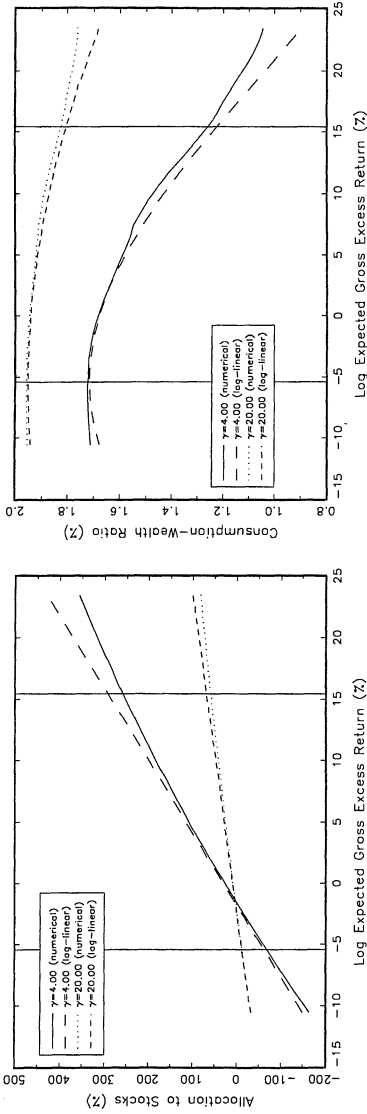 Allocation to Stocks (%)
500
400
300
200
100
0
−100
−200
γ=4.00 (numerical)
γ=4.00 (log−linear)
γ=20.00 (numerical)
γ=20.00 (log−linear)
−15 −10 −5 0 5 10 15 20 25
Log Expected Gross Excess Return (%)
Consumption−Wealth Ratio (%)
2.0
1.8
1.6
1.4
1.2
1.0
0.8
γ=4.00 (numerical)
γ=4.00 (log−linear)
γ=20.00 (numerical)
γ=20.00 (log−linear)
−15 −10 −5 0 5 10 15 20 25
Log Expected Gross Excess Return (%)